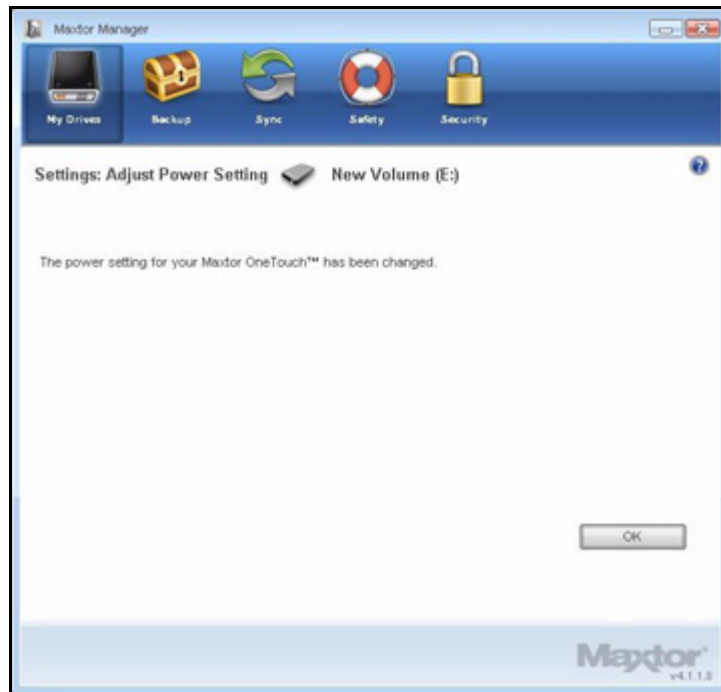 Maxtor Manager
My Drives Backup Sync Safety Security
Settings: Adjust Power Setting New Volume (E:)
The power setting for your Maxtor OneTouch™ has been changed.
OK
Maxtor
v4.1.1.0